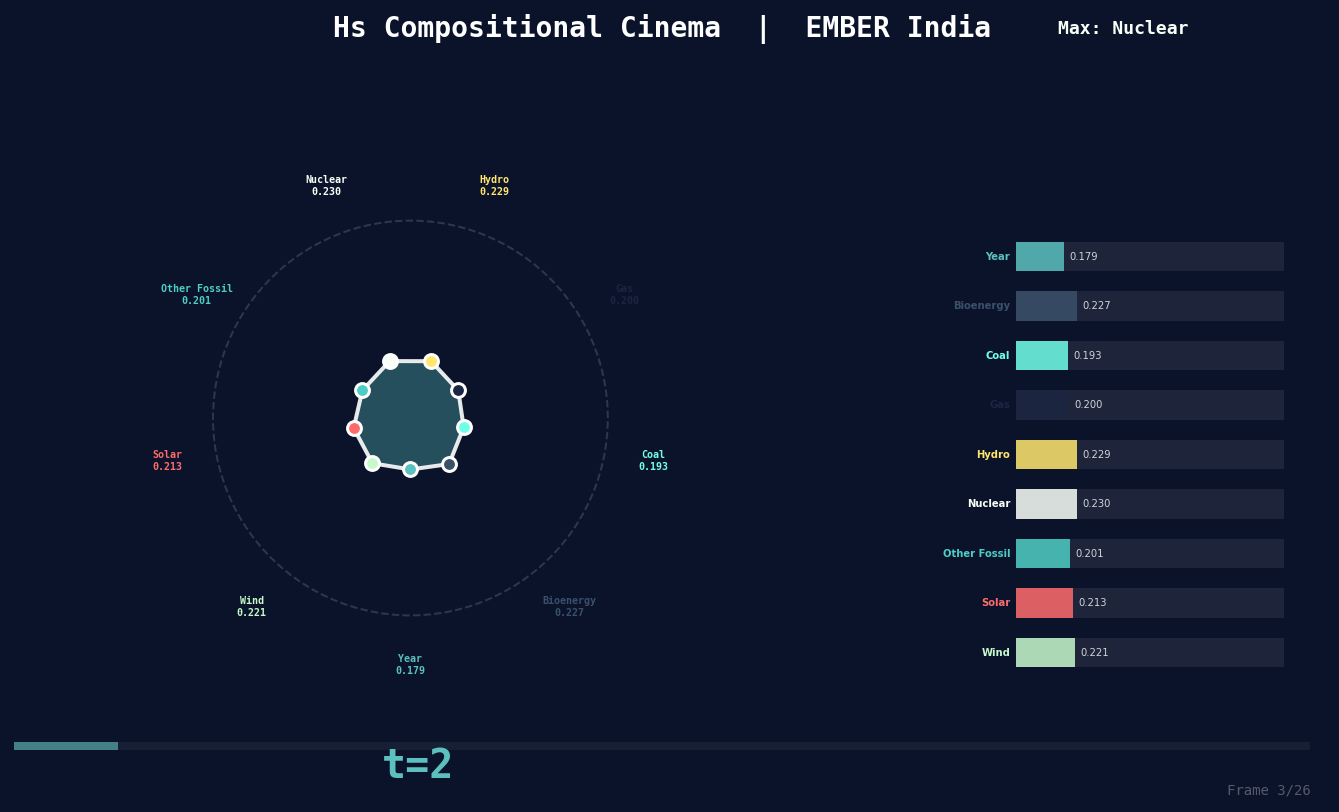 Hs Compositional Cinema | EMBER India
Max: Nuclear
Nuclear
0.230
Hydro
0.229
Other Fossil
0.201
Gas
0.200
Solar
0.213
Coal
0.193
Wind
0.221
Bioenergy
0.227
Year
0.179
Year 0.179
Bioenergy 0.227
Coal 0.193
Gas 0.200
Hydro 0.229
Nuclear 0.230
Other Fossil 0.201
Solar 0.213
Wind 0.221
t=2
Frame 3/26